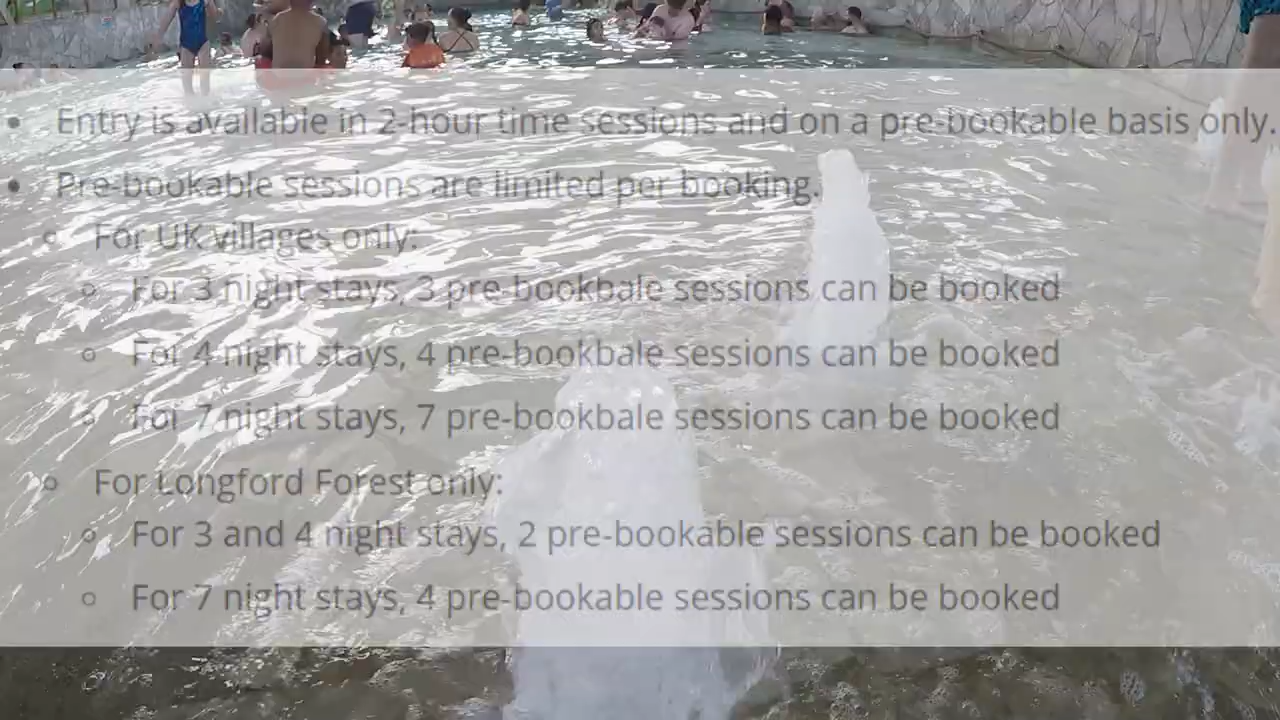 Entry is available in 2-hour time sessions and on a pre-bookable basis only.
Pre-bookable sessions are limited per booking.
For UK villages only:
For 3 night stays, 3 pre-bookbale sessions can be booked
For 4 night stays, 4 pre-bookbale sessions can be booked
For 7 night stays, 7 pre-bookbale sessions can be booked
For Longford Forest only:
For 3 and 4 night stays, 2 pre-bookable sessions can be booked
For 7 night stays, 4 pre-bookable sessions can be booked